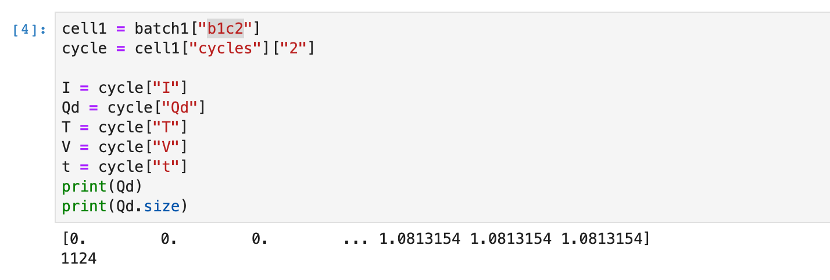 [4]: cell1 = batch1["b1c2"]
cycle = cell1["cycles"]["2"]
I = cycle["I"]
Qd = cycle["Qd"]
T = cycle["T"]
V = cycle["V"]
t = cycle["t"]
print(Qd)
print(Qd.size)
[0. 0. 0. ... 1.0813154 1.0813154 1.0813154]
1124